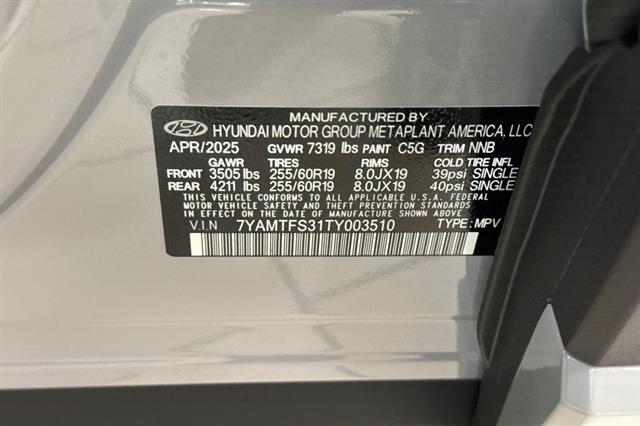 MANUFACTURED BY
HYUNDAI MOTOR GROUP METAPLANT AMERICA, LLC
APR/2025 GVWR 7319 lbs PAINT C5G TRIM NNB
GAWR TIRES RIMS COLD TIRE INFL
FRONT 3505 lbs 255/60R19 8.0JX19 39psi SINGLE
REAR 4211 lbs 255/60R19 8.0JX19 40psi SINGLE
THIS VEHICLE CONFORMS TO ALL APPLICABLE U.S. FEDERAL
MOTOR VEHICLE SAFETY AND THEFT PREVENTION STANDARDS
IN EFFECT ON THE DATE OF MANUFACTURE SHOWN ABOVE.
V.I.N 7YAMTFS31TY003510 TYPE: MPV